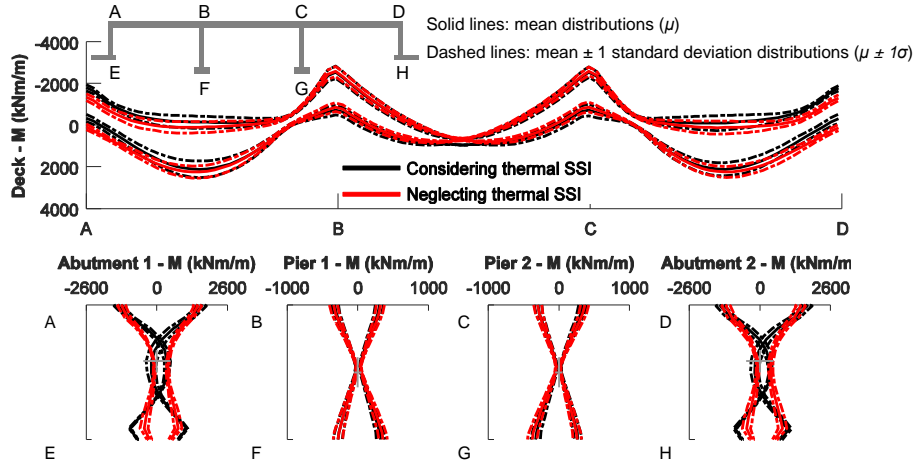 A B C D
Solid lines: mean distributions (μ)
Dashed lines: mean ± 1 standard deviation distributions (μ ± 1σ)
E F G H
Deck - M (kNm/m)
-4000
-2000
0
2000
4000
Considering thermal SSI
Neglecting thermal SSI
A B C D
Abutment 1 - M (kNm/m) Pier 1 - M (kNm/m) Pier 2 - M (kNm/m) Abutment 2 - M (kNm/m
-2600 0 2600 -1000 0 1000 -1000 0 1000 -2600 0 2600
A B C D
E F G H